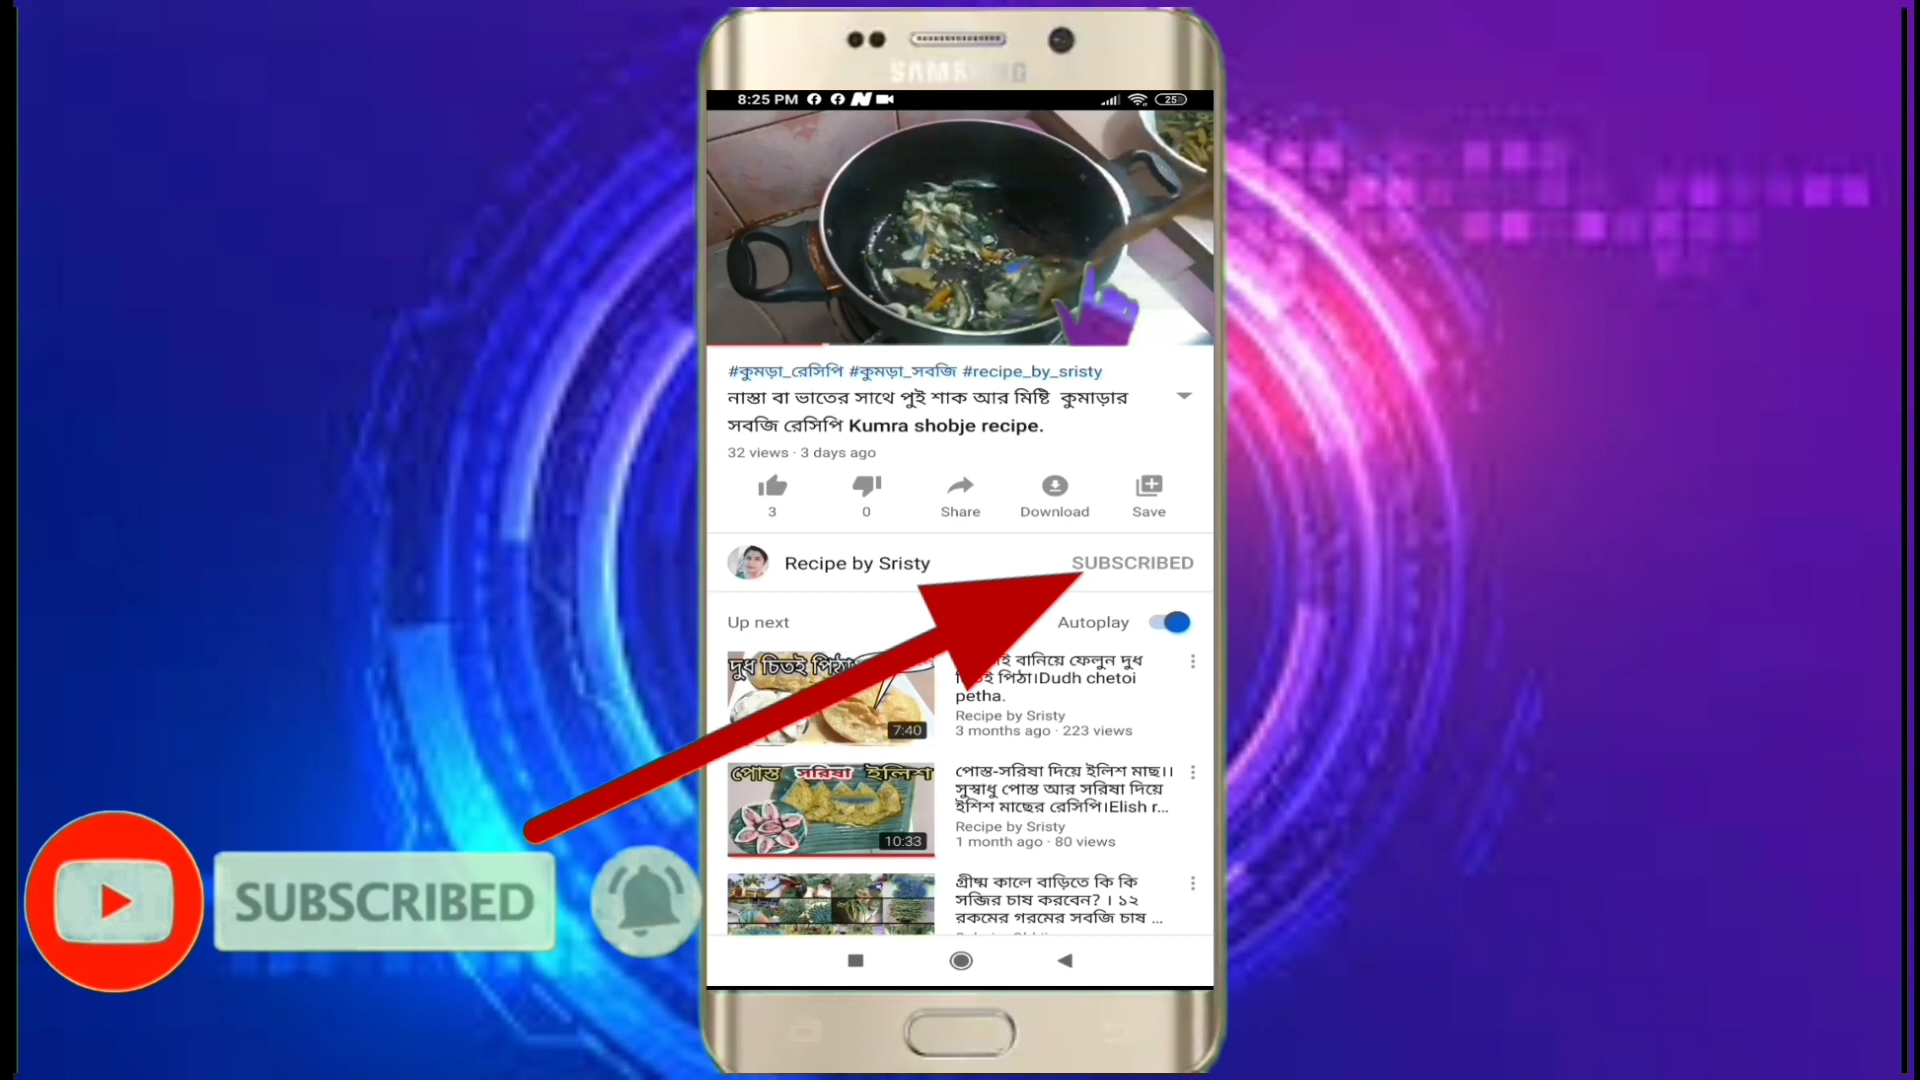 SAMSUNG
8:25 PM
25
#কুমড়া_রেসিপি #কুমড়া_সবজি #recipe_by_sristy
নাস্তা বা ভাতের সাথে পুই শাক আর মিষ্টি কুমাড়ার
সবজি রেসিপি Kumra shobje recipe.
32 views · 3 days ago
3
0
Share
Download
Save
Recipe by Sristy
SUBSCRIBED
Up next
Autoplay
দুধ চিতই পিঠা
7:40
বানিয়ে ফেলুন দুধ
পিঠা।Dudh chetoi
petha.
Recipe by Sristy
3 months ago · 223 views
পোস্ত সরিষা ইলিশ
10:33
পোস্ত-সরিষা দিয়ে ইলিশ মাছ।।
সুস্বাধু পোস্ত আর সরিষা দিয়ে
ইশিশ মাছের রেসিপি।Elish r...
Recipe by Sristy
1 month ago · 80 views
গ্রীষ্ম কালে বাড়িতে কি কি
সব্জির চাষ করবেন? । ১২
রকমের গরমের সবজি চাষ ...
SUBSCRIBED